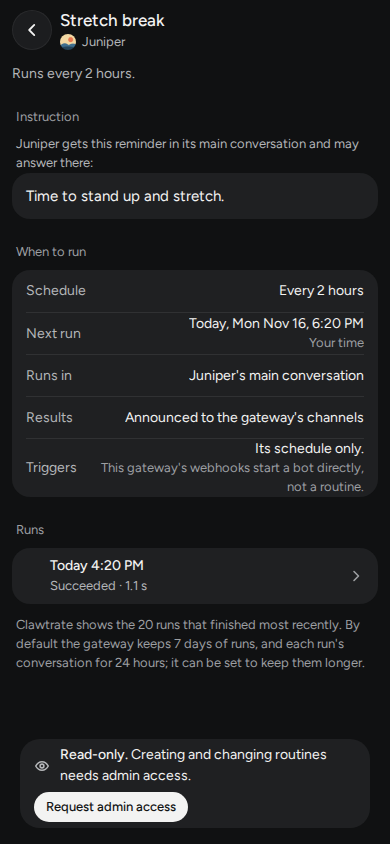 Stretch break
Juniper
Runs every 2 hours.
Instruction
Juniper gets this reminder in its main conversation and may
answer there:
Time to stand up and stretch.
When to run
Schedule
Every 2 hours
Next run
Today, Mon Nov 16, 6:20 PM
Your time
Runs in
Juniper's main conversation
Results
Announced to the gateway's channels
Triggers
Its schedule only.
This gateway's webhooks start a bot directly,
not a routine.
Runs
Today 4:20 PM
Succeeded · 1.1 s
Clawtrate shows the 20 runs that finished most recently. By
default the gateway keeps 7 days of runs, and each run's
conversation for 24 hours; it can be set to keep them longer.
Read-only. Creating and changing routines
needs admin access.
Request admin access